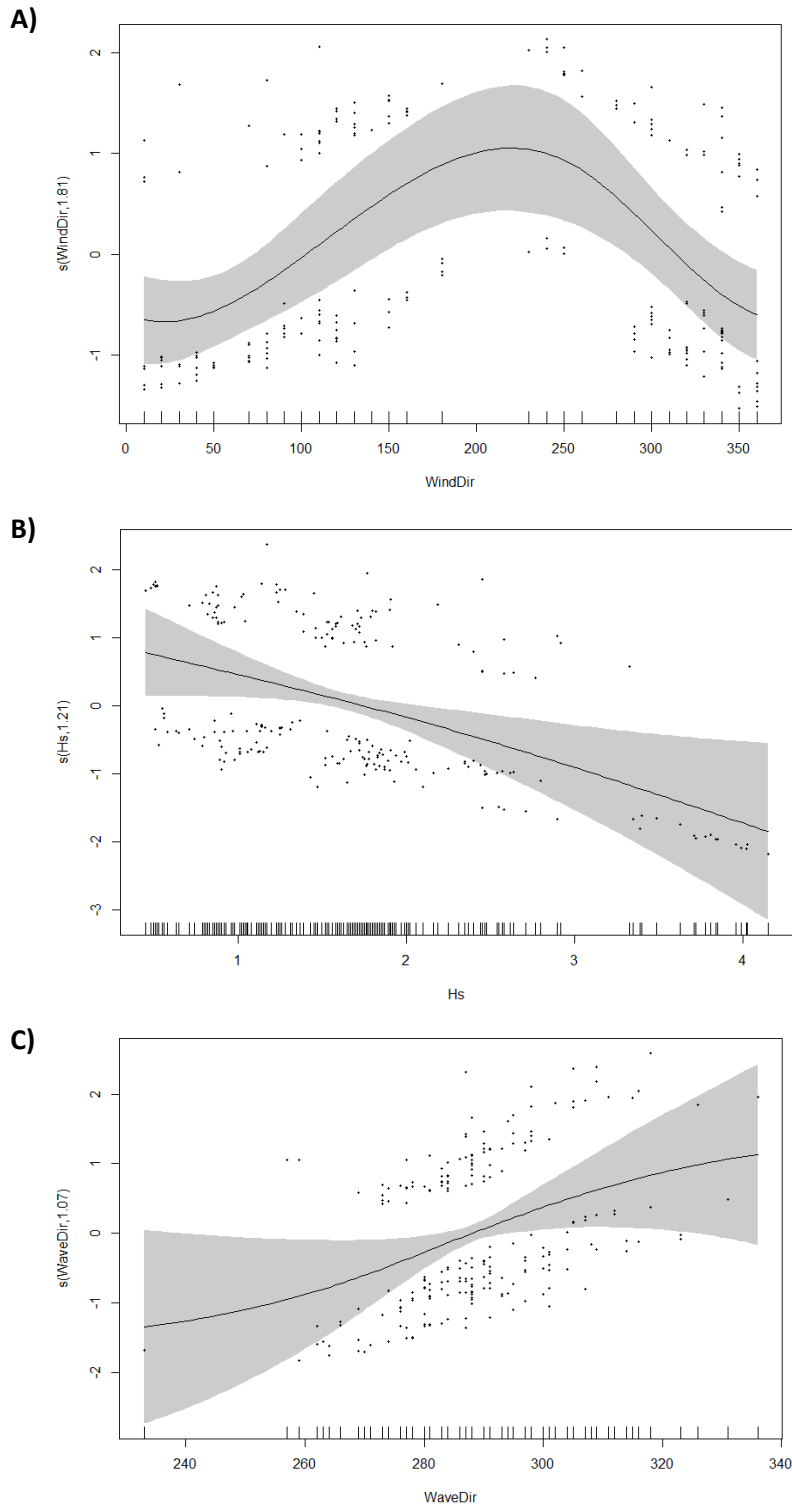 A)
s(WindDir,1.81)
2
1
0
-1
0 50 100 150 200 250 300 350
WindDir
B)
s(Hs,1.21)
2
1
0
-1
-2
-3
1 2 3 4
Hs
C)
s(WaveDir,1.07)
2
1
0
-1
-2
240 260 280 300 320 340
WaveDir